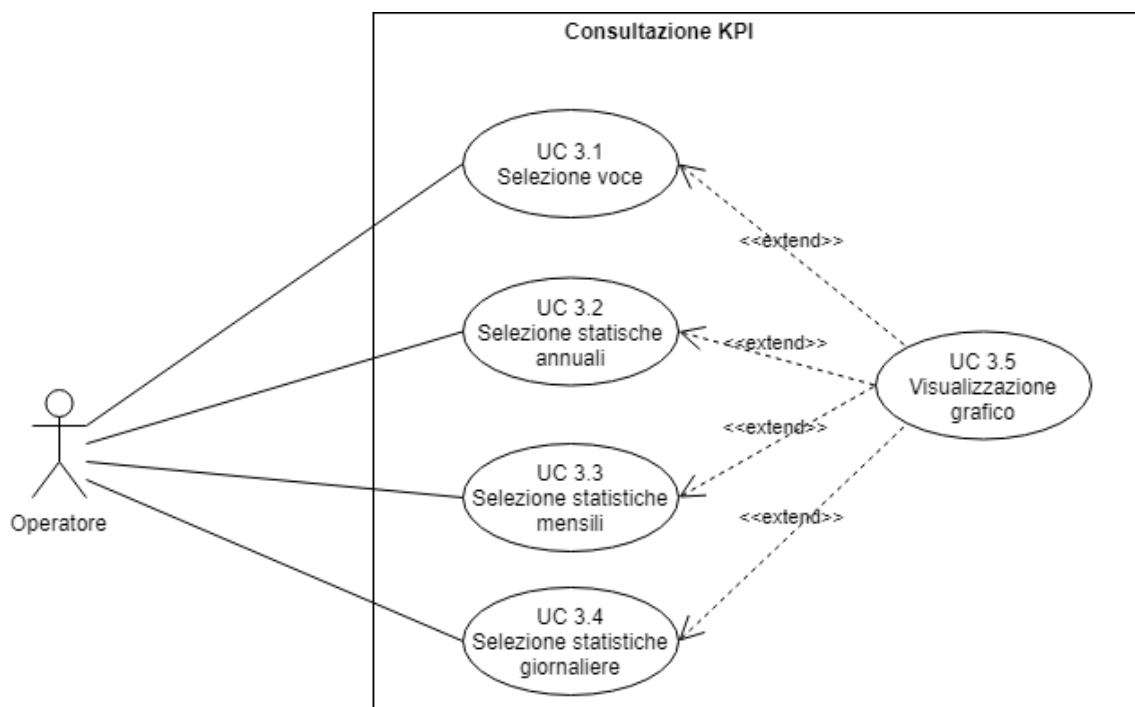 Consultazione KPI
UC 3.1
Selezione voce
<<extend>>
UC 3.2
Selezione statische
annuali
<<extend>>
UC 3.5
Visualizzazione
grafico
<<extend>>
UC 3.3
Selezione statistiche
mensili
<<extend>>
Operatore
UC 3.4
Selezione statistiche
giornaliere